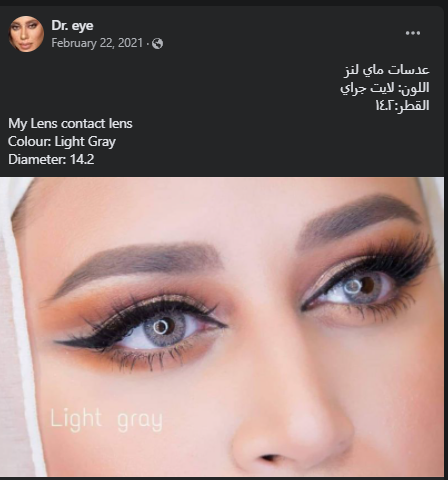 Dr. eye
February 22, 2021 ·
عدسات ماي لنز
اللون: لايت جراي
القطر:١٤.٢
My Lens contact lens
Colour: Light Gray
Diameter: 14.2
Light gray